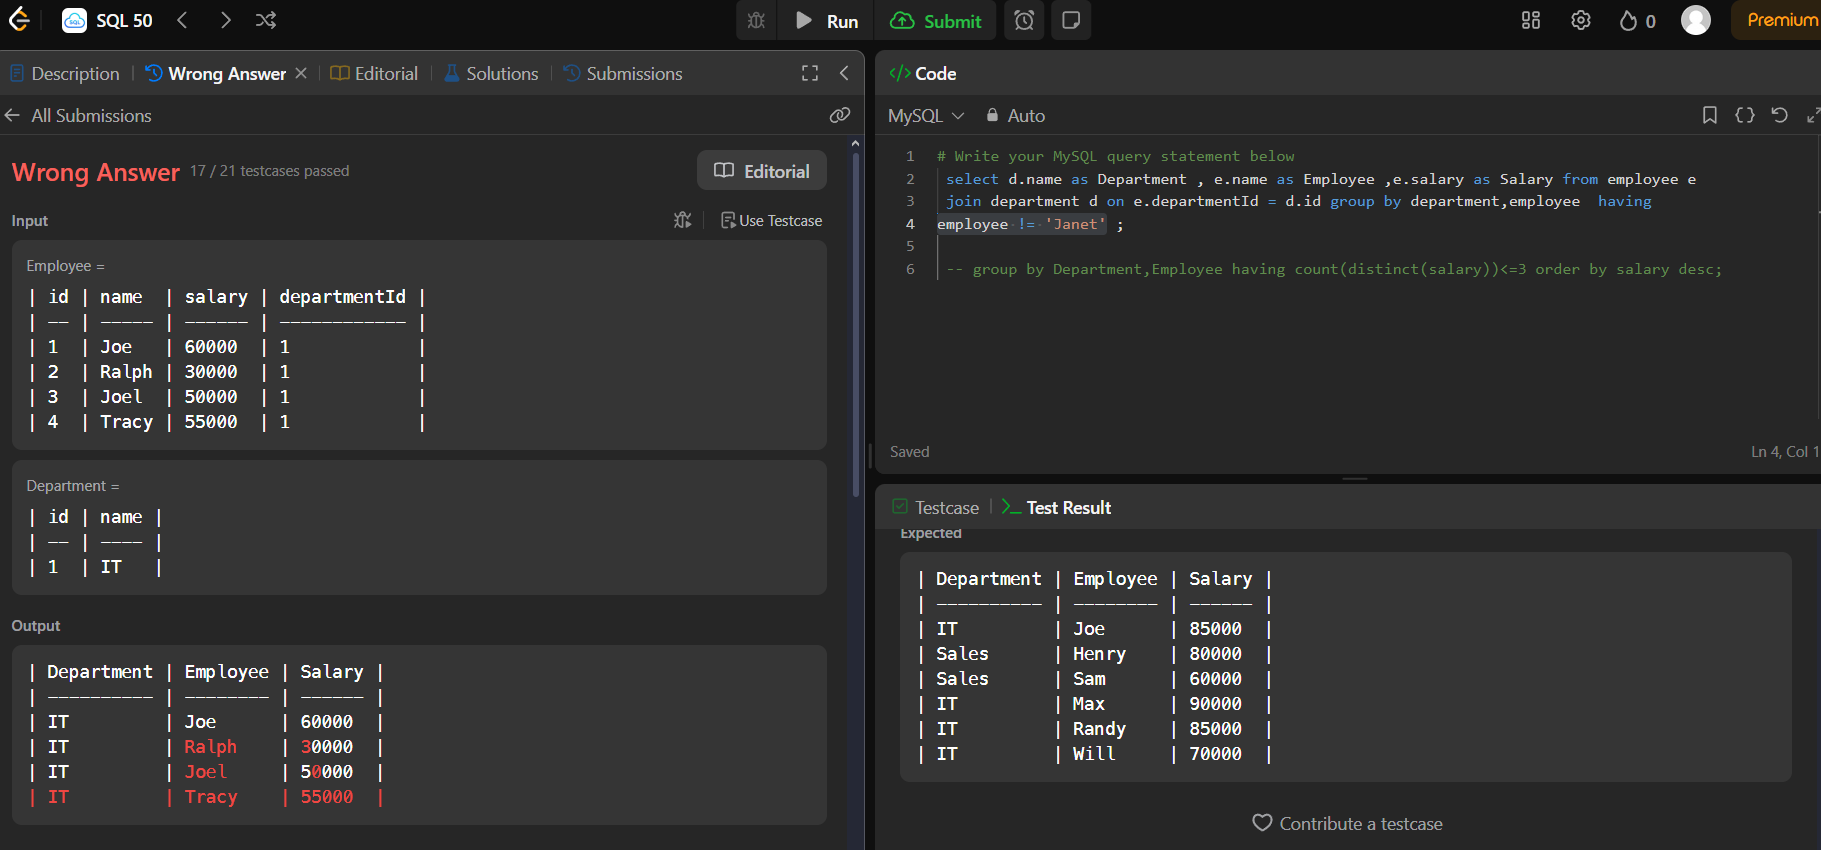 SQL 50
Run
Submit
0
Premium
Description
Wrong Answer
Editorial
Solutions
Submissions
All Submissions
Wrong Answer 17 / 21 testcases passed
Editorial
Input
Use Testcase
Employee =
| id | name | salary | departmentId |
| -- | ----- | ------ | ------------ |
| 1 | Joe | 60000 | 1 |
| 2 | Ralph | 30000 | 1 |
| 3 | Joel | 50000 | 1 |
| 4 | Tracy | 55000 | 1 |
Department =
| id | name |
| -- | ---- |
| 1 | IT |
Output
| Department | Employee | Salary |
| ---------- | -------- | ------ |
| IT | Joe | 60000 |
| IT | Ralph | 30000 |
| IT | Joel | 50000 |
| IT | Tracy | 55000 |
</> Code
MySQL
Auto
1 # Write your MySQL query statement below
2 select d.name as Department , e.name as Employee ,e.salary as Salary from employee e
3 join department d on e.departmentId = d.id group by department,employee having
4 employee != 'Janet' ;
5
6 -- group by Department,Employee having count(distinct(salary))<=3 order by salary desc;
Saved
Ln 4, Col 1
Testcase
>_ Test Result
Expected
| Department | Employee | Salary |
| ---------- | -------- | ------ |
| IT | Joe | 85000 |
| Sales | Henry | 80000 |
| Sales | Sam | 60000 |
| IT | Max | 90000 |
| IT | Randy | 85000 |
| IT | Will | 70000 |
Contribute a testcase